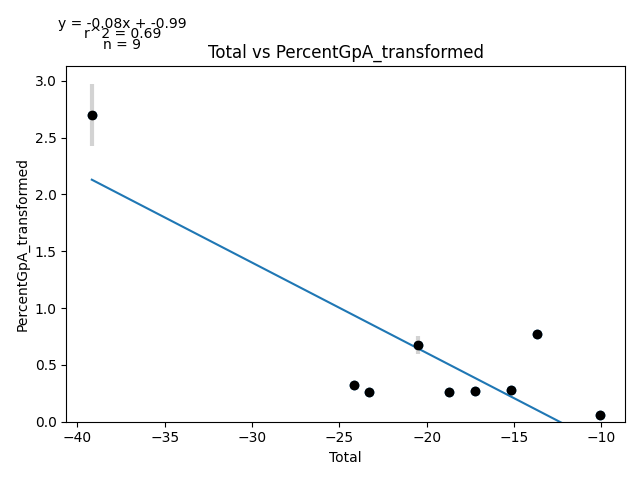 y = -0.08x + -0.99
r^2 = 0.69
n = 9
Total vs PercentGpA_transformed
PercentGpA_transformed
3.0
2.5
2.0
1.5
1.0
0.5
0.0
−40
−35
−30
−25
−20
−15
−10
Total